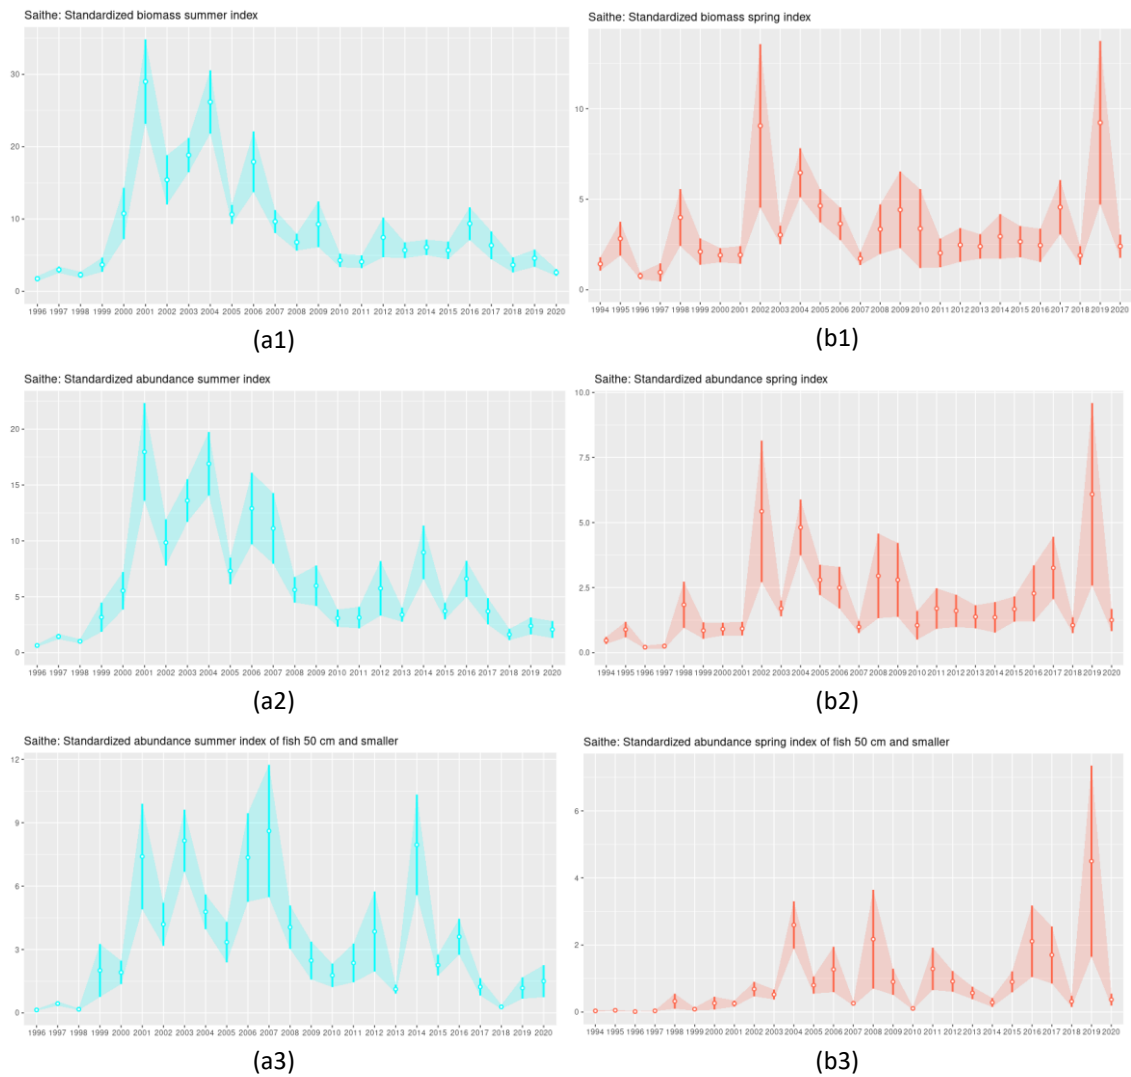 Saithe: Standardized biomass summer index
30
20
10
0
1996 1997 1998 1999 2000 2001 2002 2003 2004 2005 2006 2007 2008 2009 2010 2011 2012 2013 2014 2015 2016 2017 2018 2019 2020
(a1)
Saithe: Standardized biomass spring index
10
5
0
1994 1995 1996 1997 1998 1999 2000 2001 2002 2003 2004 2005 2006 2007 2008 2009 2010 2011 2012 2013 2014 2015 2016 2017 2018 2019 2020
(b1)
Saithe: Standardized abundance summer index
20
15
10
5
0
1996 1997 1998 1999 2000 2001 2002 2003 2004 2005 2006 2007 2008 2009 2010 2011 2012 2013 2014 2015 2016 2017 2018 2019 2020
(a2)
Saithe: Standardized abundance spring index
10.0
7.5
5.0
2.5
0.0
1994 1995 1996 1997 1998 1999 2000 2001 2002 2003 2004 2005 2006 2007 2008 2009 2010 2011 2012 2013 2014 2015 2016 2017 2018 2019 2020
(b2)
Saithe: Standardized abundance summer index of fish 50 cm and smaller
12
9
6
3
0
1996 1997 1998 1999 2000 2001 2002 2003 2004 2005 2006 2007 2008 2009 2010 2011 2012 2013 2014 2015 2016 2017 2018 2019 2020
(a3)
Saithe: Standardized abundance spring index of fish 50 cm and smaller
6
4
2
0
1994 1995 1996 1997 1998 1999 2000 2001 2002 2003 2004 2005 2006 2007 2008 2009 2010 2011 2012 2013 2014 2015 2016 2017 2018 2019 2020
(b3)